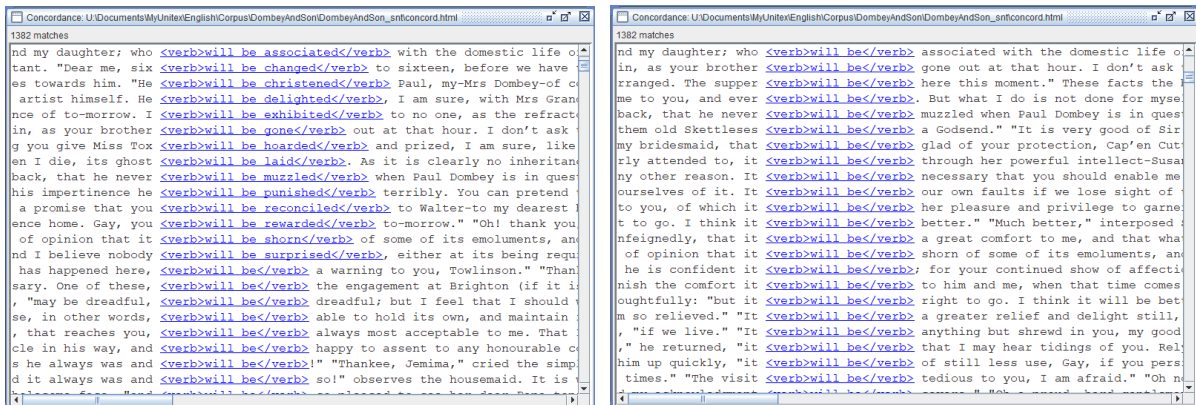 Concordance: U:\Documents\MyUnitex\English\Corpus\DombeyAndSon\DombeyAndSon_snt\concord.html
1382 matches
nd my daughter; who <verb>will be associated</verb> with the domestic life o
tant. "Dear me, six <verb>will be changed</verb> to sixteen, before we have
es towards him. "He <verb>will be christened</verb> Paul, my-Mrs Dombey-of c
artist himself. He <verb>will be delighted</verb>, I am sure, with Mrs Gran
nce of to-morrow. I <verb>will be exhibited</verb> to no one, as the refract
in, as your brother <verb>will be gone</verb> out at that hour. I don't ask
g you give Miss Tox <verb>will be hoarded</verb> and prized, I am sure, like
en I die, its ghost <verb>will be laid</verb>. As it is clearly no inheritan
back, that he never <verb>will be muzzled</verb> when Paul Dombey is in ques
his impertinence he <verb>will be punished</verb> terribly. You can pretend
a promise that you <verb>will be reconciled</verb> to Walter-to my dearest
ence home. Gay, you <verb>will be rewarded</verb> to-morrow." "Oh! thank you
of opinion that it <verb>will be shorn</verb> of some of its emoluments, an
nd I believe nobody <verb>will be surprised</verb>, either at its being requ
has happened here, <verb>will be</verb> a warning to you, Towlinson." "Than
sary. One of these, <verb>will be</verb> the engagement at Brighton (if it i
, "may be dreadful, <verb>will be</verb> dreadful; but I feel that I should
se, in other words, <verb>will be</verb> able to hold its own, and maintain
, that reaches you, <verb>will be</verb> always most acceptable to me. That
cle in his way, and <verb>will be</verb> happy to assent to any honourable c
s he always was and <verb>will be</verb>!" "Thankee, Jemima," cried the simp
d it always was and <verb>will be</verb> so!" observes the housemaid. It is
Concordance: U:\Documents\MyUnitex\English\Corpus\DombeyAndSon\DombeyAndSon_snt\concord.html
1382 matches
nd my daughter; who <verb>will be</verb> associated with the domestic life o
in, as your brother <verb>will be</verb> gone out at that hour. I don't ask
rranged. The supper <verb>will be</verb> here this moment." These facts the
me to you, and ever <verb>will be</verb>. But what I do is not done for myse
back, that he never <verb>will be</verb> muzzled when Paul Dombey is in ques
them old Skettleses <verb>will be</verb> a Godsend." "It is very good of Sir
my bridesmaid, that <verb>will be</verb> glad of your protection, Cap'en Cut
rly attended to, it <verb>will be</verb> through her powerful intellect-Susa
ny other reason. It <verb>will be</verb> necessary that you should enable me
ourselves of it. It <verb>will be</verb> our own faults if we lose sight of
to you, of which it <verb>will be</verb> her pleasure and privilege to garne
t to go. I think it <verb>will be</verb> better." "Much better," interposed
nfeignedly, that it <verb>will be</verb> a great comfort to me, and that wha
of opinion that it <verb>will be</verb> shorn of some of its emoluments, an
he is confident it <verb>will be</verb>; for your continued show of affecti
nish the comfort it <verb>will be</verb> to him and me, when that time comes
oughtfully: "but it <verb>will be</verb> right to go. I think it will be bet
m so relieved." "It <verb>will be</verb> a greater relief and delight still,
, "if we live." "It <verb>will be</verb> anything but shrewd in you, my good
," he returned, "it <verb>will be</verb> that I may hear tidings of you. Rel
him up quickly, "it <verb>will be</verb> of still less use, Gay, if you pers
times." "The visit <verb>will be</verb> tedious to you, I am afraid." "Oh n